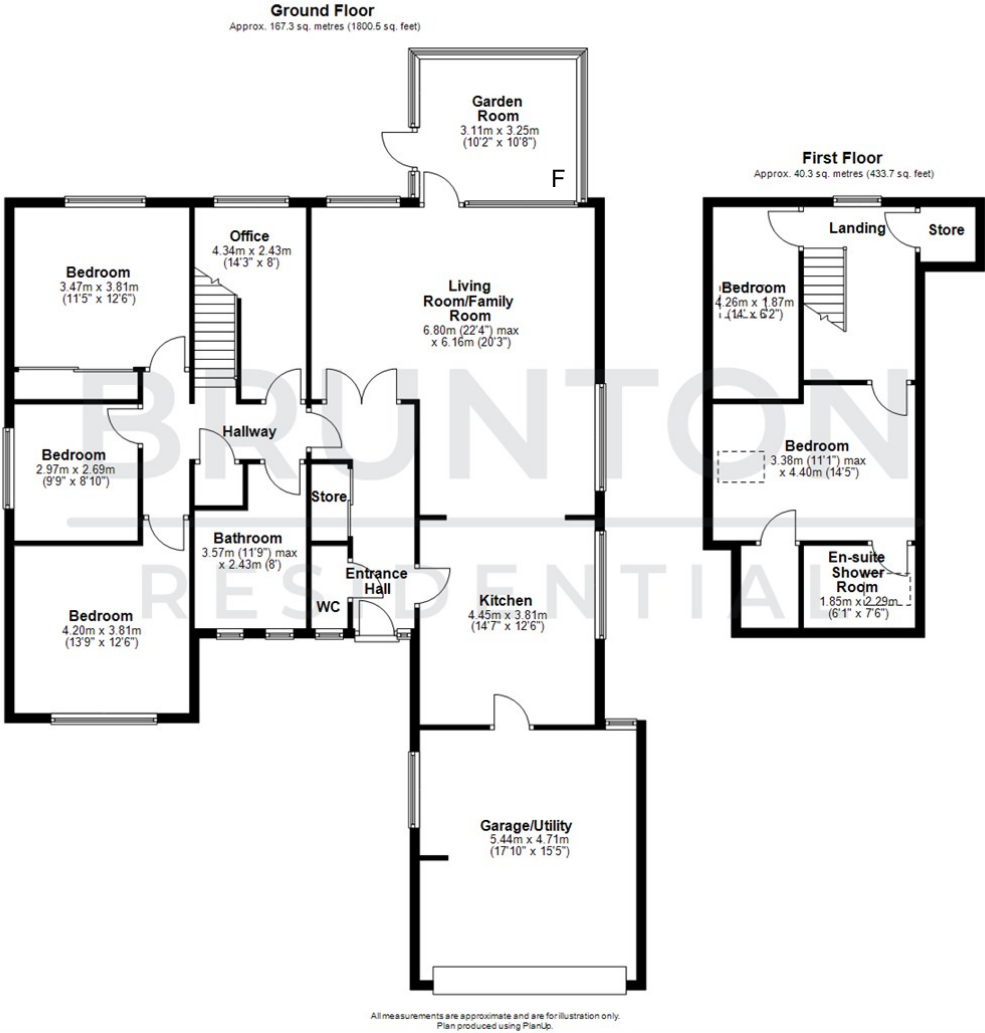 Ground Floor
Approx. 167.3 sq. metres (1800.5 sq. feet)
Garden
Room
3.11m x 3.25m
(10'2" x 10'8")
F
First Floor
Approx. 40.3 sq. metres (433.7 sq. feet)
Bedroom
3.47m x 3.81m
(11'5" x 12'6")
Office
4.34m x 2.43m
(14'3" x 8')
Living
Room/Family
Room
6.80m (22'4") max
x 6.16m (20'3")
Landing
Store
Bedroom
4.26m x 1.87m
(14' x 6'2")
BRUNTON
RESIDENTIAL
Hallway
Bedroom
2.97m x 2.69m
(9'9" x 8'10")
Store
Bathroom
3.57m (11'9") max
x 2.43m (8')
Entrance
Hall
WC
Kitchen
4.45m x 3.81m
(14'7" x 12'6")
Bedroom
4.20m x 3.81m
(13'9" x 12'6")
Bedroom
3.38m (11'1") max
x 4.40m (14'5")
En-suite
Shower
Room
1.85m x 2.29m
(6'1" x 7'6")
Garage/Utility
5.44m x 4.71m
(17'10" x 15'5")
All measurements are approximate and are for illustration only.
Plan produced using PlanUp.